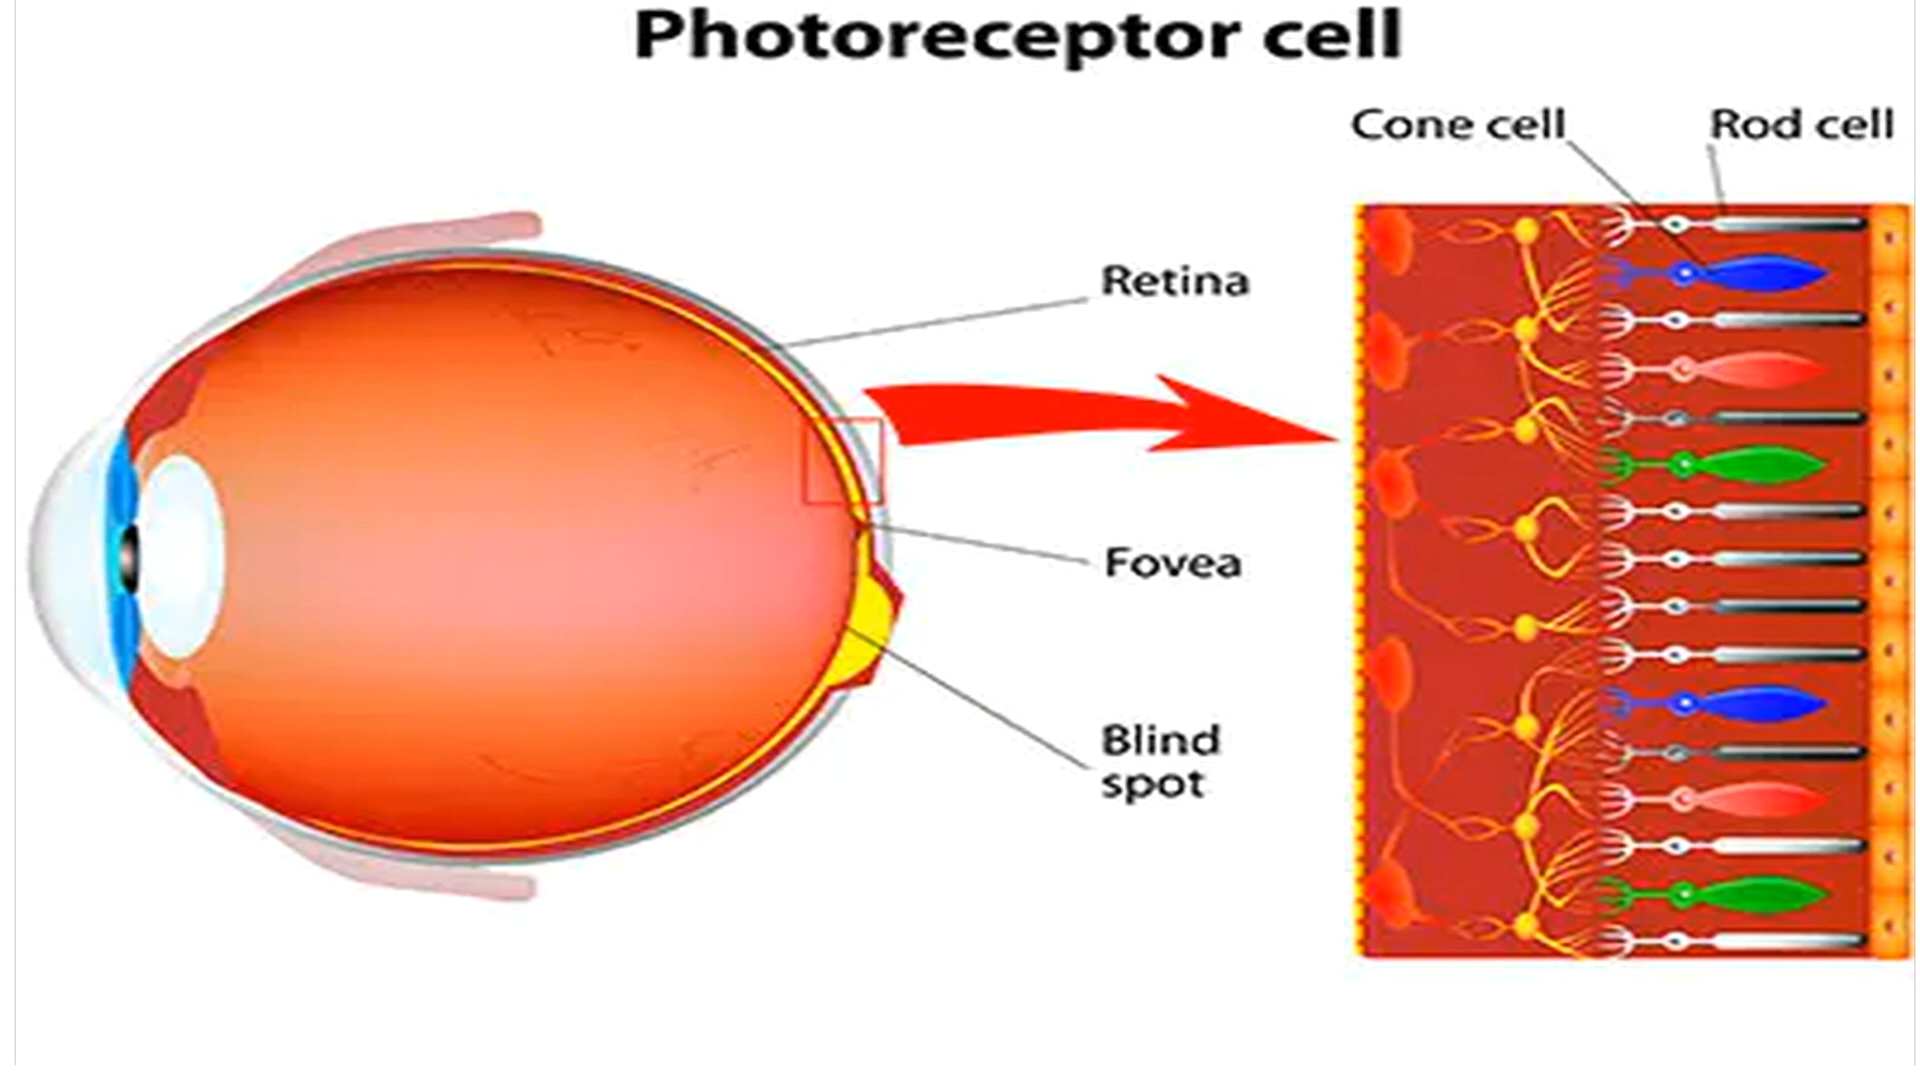 Photoreceptor cell
Cone cell
Rod cell
Retina
Fovea
Blind
spot